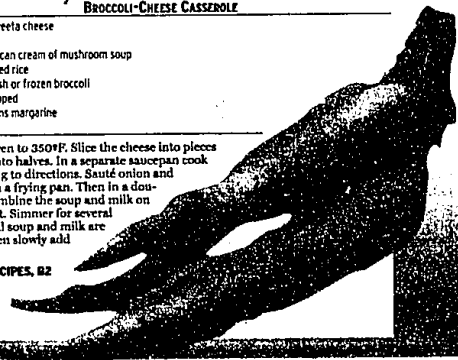 BROCCOLI-CHEESE CASSEROLE
veeta cheese
can cream of mushroom soup
ed rice
sh or frozen broccoli
pped
ns margarine
en to 350°F. Slice the cheese into pieces
to halves. In a separate saucepan cook
g to directions. Sauté onion and
a frying pan. Then in a dou-
mbine the soup and milk on
t. Simmer for several
l soup and milk are
en slowly add
CIPES, B2